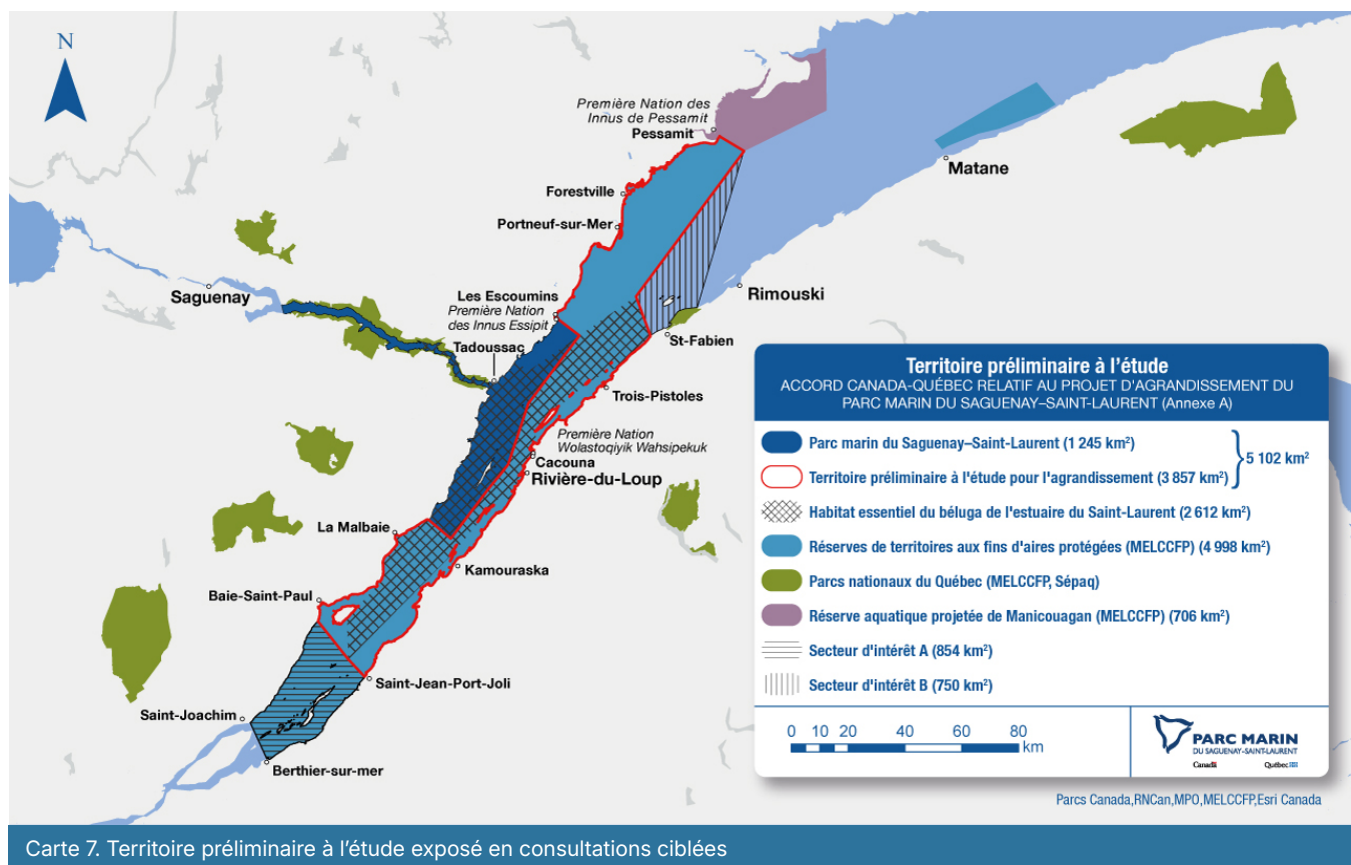 N
Première Nation des
Innus de Pessamit
Pessamit
Matane
Forestville
Portneuf-sur-Mer
Saguenay
Les Escoumins
Première Nation
des Innus Essipit
Tadoussac
Rimouski
St-Fabien
Trois-Pistoles
Première Nation
Wolastoqiyik Wahsipekuk
Cacouna
Rivière-du-Loup
La Malbaie
Kamouraska
Baie-Saint-Paul
Saint-Jean-Port-Joli
Saint-Joachim
Berthier-sur-mer
Territoire préliminaire à l'étude
ACCORD CANADA-QUÉBEC RELATIF AU PROJET D'AGRANDISSEMENT DU
PARC MARIN DU SAGUENAY–SAINT-LAURENT (Annexe A)
Parc marin du Saguenay–Saint-Laurent (1 245 km²)
Territoire préliminaire à l'étude pour l'agrandissement (3 857 km²)
5 102 km²
Habitat essentiel du béluga de l'estuaire du Saint-Laurent (2 612 km²)
Réserves de territoires aux fins d'aires protégées (MELCCFP) (4 998 km²)
Parcs nationaux du Québec (MELCCFP, Sépaq)
Réserve aquatique projetée de Manicouagan (MELCCFP) (706 km²)
Secteur d'intérêt A (854 km²)
Secteur d'intérêt B (750 km²)
0 10 20 40 60 80
km
PARC MARIN
DU SAGUENAY–SAINT-LAURENT
Canada Québec
Parcs Canada,RNCan,MPO,MELCCFP,Esri Canada
Carte 7. Territoire préliminaire à l'étude exposé en consultations ciblées